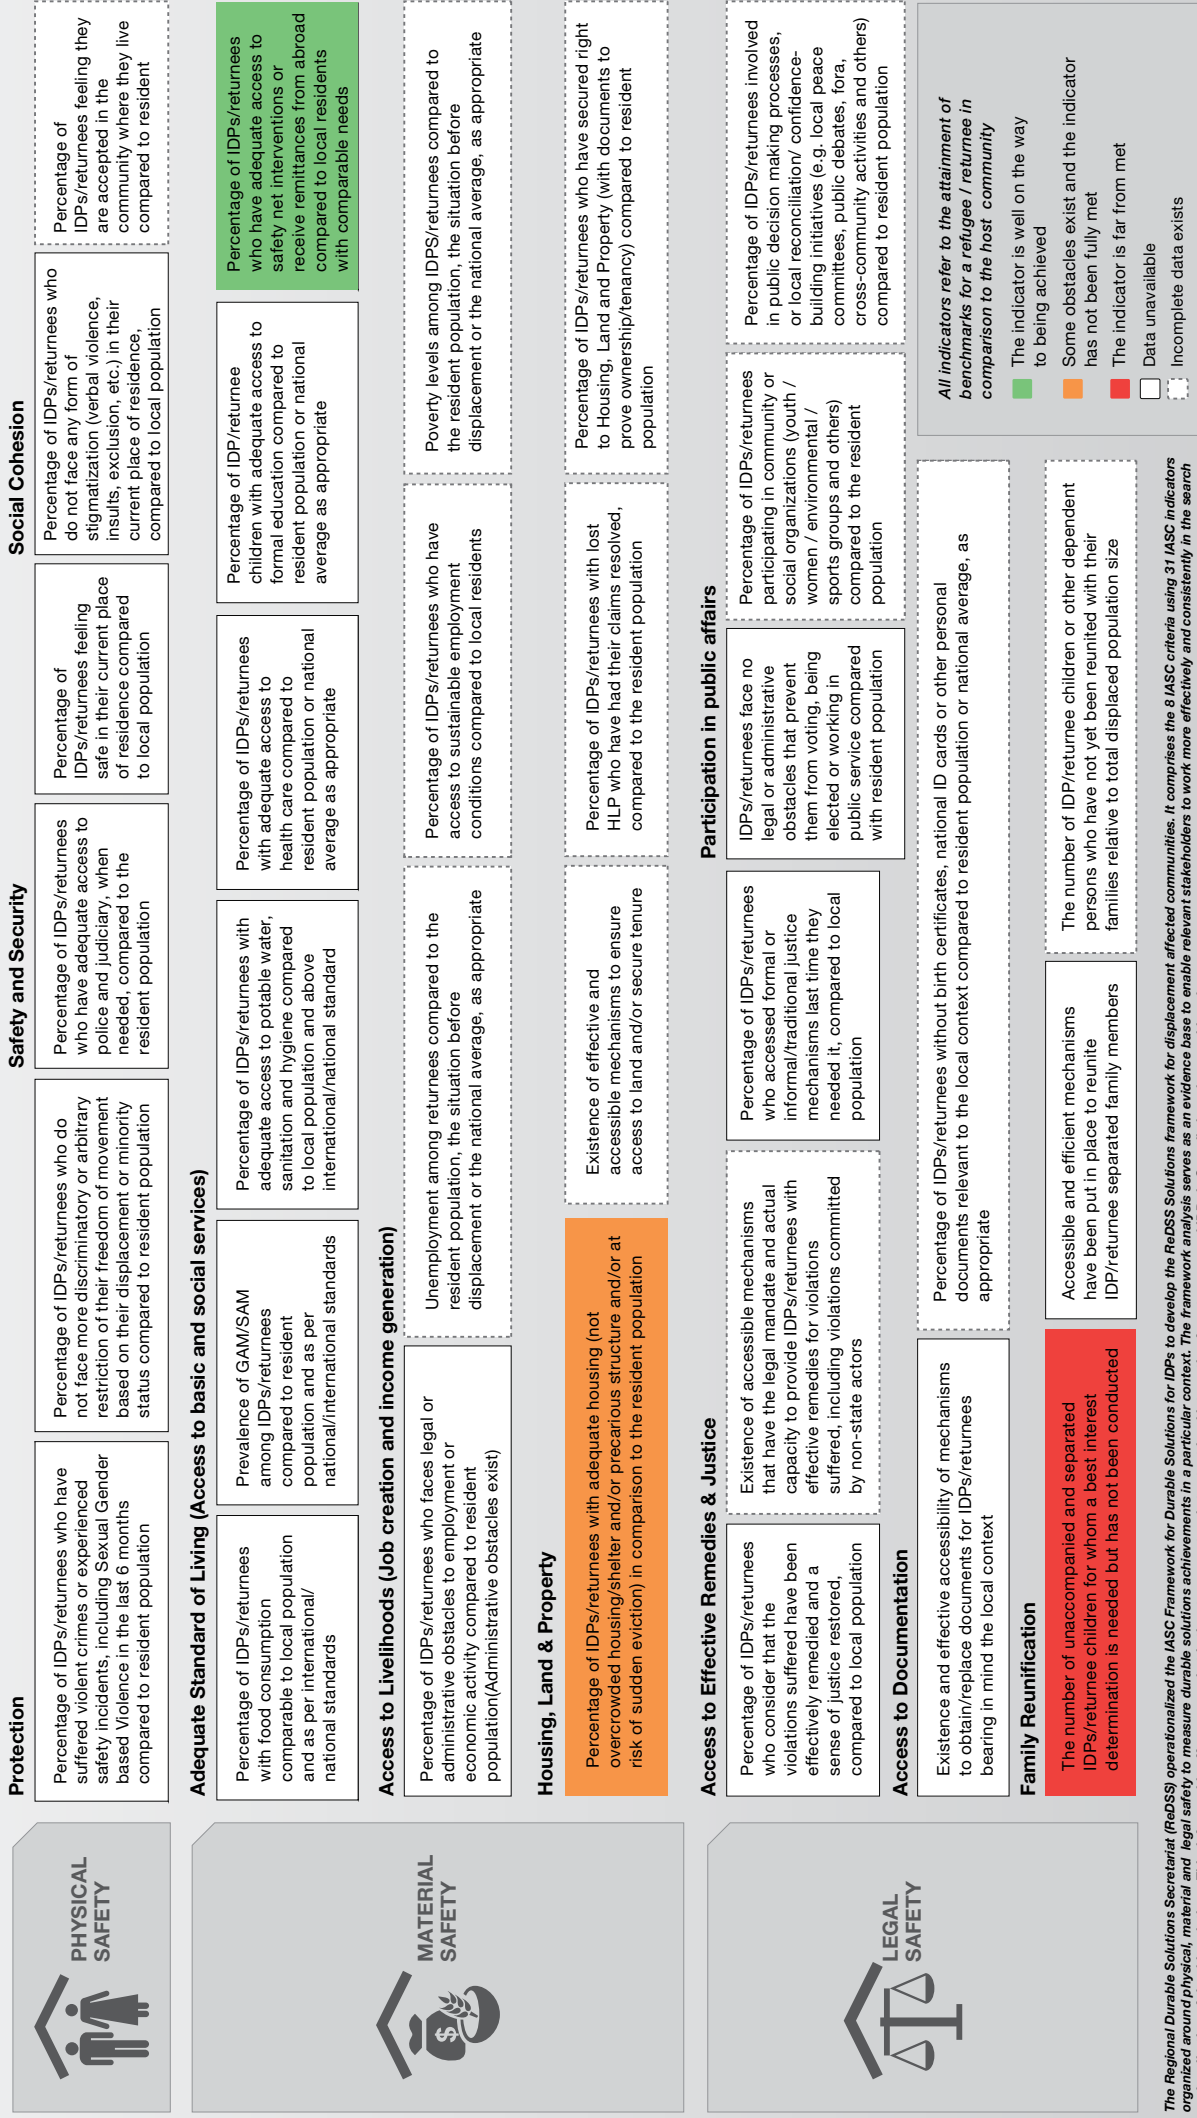 PHYSICAL
SAFETY
Protection
Percentage of IDPs/returnees who have
suffered violent crimes or experienced
safety incidents, including Sexual Gender
based Violence in the last 6 months
compared to resident population
Percentage of IDPs/returnees who do
not face more discriminatory or arbitrary
restriction of their freedom of movement
based on their displacement or minority
status compared to resident population
Safety and Security
Percentage of IDPs/returnees
who have adequate access to
police and judiciary, when
needed, compared to the
resident population
Percentage of
IDPs/returnees feeling
safe in their current place
of residence compared
to local population
Social Cohesion
Percentage of IDPs/returnees who
do not face any form of
stigmatization (verbal violence,
insults, exclusion, etc.) in their
current place of residence,
compared to local population
Percentage of
IDPs/returnees feeling they
are accepted in the
community where they live
compared to resident
MATERIAL
SAFETY
Adequate Standard of Living (Access to basic and social services)
Percentage of IDPs/returnees
with food consumption
comparable to local population
and as per international/
national standards
Prevalence of GAM/SAM
among IDPs/returnees
compared to resident
population and as per
national/international standards
Percentage of IDPs/returnees with
adequate access to potable water,
sanitation and hygiene compared
to local population and above
international/national standard
Percentage of IDPs/returnees
with adequate access to
health care compared to
resident population or national
average as appropriate
Percentage of IDP/returnee
children with adequate access to
formal education compared to
resident population or national
average as appropriate
Percentage of IDPs/returnees
who have adequate access to
safety net interventions or
receive remittances from abroad
compared to local residents
with comparable needs
Access to Livelihoods (Job creation and income generation)
Percentage of IDPs/returnees who faces legal or
administrative obstacles to employment or
economic activity compared to resident
population(Administrative obstacles exist)
Unemployment among returnees compared to the
resident population, the situation before
displacement or the national average, as appropriate
Percentage of IDPs/returnees who have
access to sustainable employment
conditions compared to local residents
Poverty levels among IDPS/returnees compared to
the resident population, the situation before
displacement or the national average, as appropriate
Housing, Land & Property
Percentage of IDPs/returnees with adequate housing (not
overcrowded housing/shelter and/or precarious structure and/or at
risk of sudden eviction) in comparison to the resident population
Existence of effective and
accessible mechanisms to ensure
access to land and/or secure tenure
Percentage of IDPs/returnees with lost
HLP who have had their claims resolved,
compared to the resident population
Percentage of IDPs/returnees who have secured right
to Housing, Land and Property (with documents to
prove ownership/tenancy) compared to resident
population
LEGAL
SAFETY
Access to Effective Remedies & Justice
Percentage of IDPs/returnees
who consider that the
violations suffered have been
effectively remedied and a
sense of justice restored,
compared to local population
Existence of accessible mechanisms
that have the legal mandate and actual
capacity to provide IDPs/returnees with
effective remedies for violations
suffered, including violations committed
by non-state actors
Percentage of IDPs/returnees
who accessed formal or
informal/traditional justice
mechanisms last time they
needed it, compared to local
population
Participation in public affairs
IDPs/returnees face no
legal or administrative
obstacles that prevent
them from voting, being
elected or working in
public service compared
with resident population
Percentage of IDPs/returnees
participating in community or
social organizations (youth /
women / environmental /
sports groups and others)
compared to the resident
population
Percentage of IDPs/returnees involved
in public decision making processes,
or local reconciliation/ confidence-
building initiatives (e.g. local peace
committees, public debates, fora,
cross-community activities and others)
compared to resident population
Access to Documentation
Existence and effective accessibility of mechanisms
to obtain/replace documents for IDPs/returnees
bearing in mind the local context
Percentage of IDPs/returnees without birth certificates, national ID cards or other personal
documents relevant to the local context compared to resident population or national average, as
appropriate
Family Reunification
The number of unaccompanied and separated
IDPs/returnee children for whom a best interest
determination is needed but has not been conducted
Accessible and efficient mechanisms
have been put in place to reunite
IDP/returnee separated family members
The number of IDP/returnee children or other dependent
persons who have not yet been reunited with their
families relative to total displaced population size
All indicators refer to the attainment of
benchmarks for a refugee / returnee in
comparison to the host community
The indicator is well on the way
to being achieved
Some obstacles exist and the indicator
has not been fully met
The indicator is far from met
Data unavailable
Incomplete data exists
The Regional Durable Solutions Secretariat (ReDSS) operationalized the IASC Framework for Durable Solutions for IDPs to develop the ReDSS Solutions framework for displacement affected communities. It comprises the 8 IASC criteria using 31 IASC indicators
organized around physical, material and legal safety to measure durable solutions achievements in a particular context. The framework analysis serves as an evidence base to enable relevant stakeholders to work more effectively and consistently in the search